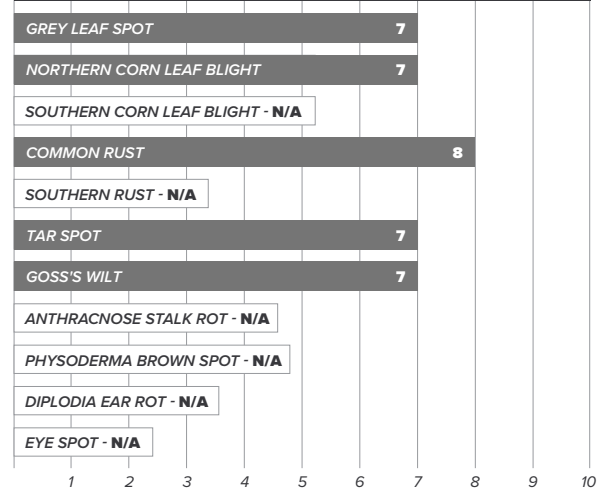 GREY LEAF SPOT 7
NORTHERN CORN LEAF BLIGHT 7
SOUTHERN CORN LEAF BLIGHT - N/A
COMMON RUST 8
SOUTHERN RUST - N/A
TAR SPOT 7
GOSS'S WILT 7
ANTHRACNOSE STALK ROT - N/A
PHYSODERMA BROWN SPOT - N/A
DIPLODIA EAR ROT - N/A
EYE SPOT - N/A
1 2 3 4 5 6 7 8 9 10